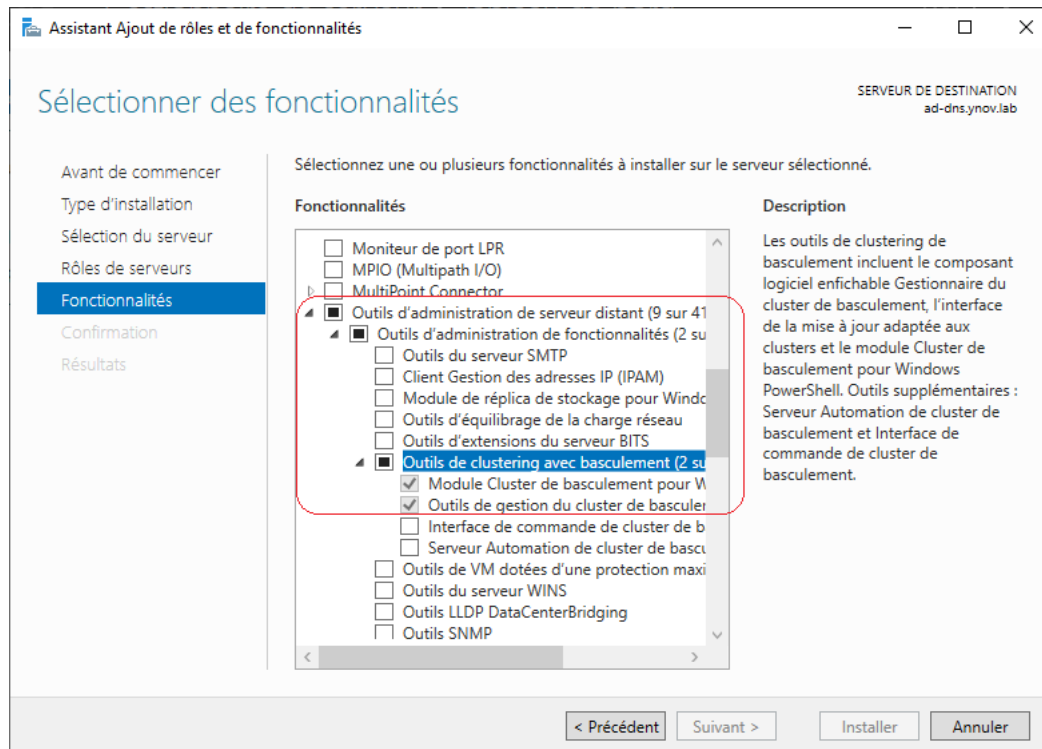 Assistant Ajout de rôles et de fonctionnalités
Sélectionner des fonctionnalités
SERVEUR DE DESTINATION
ad-dns.ynov.lab
Avant de commencer
Type d'installation
Sélection du serveur
Rôles de serveurs
Fonctionnalités
Confirmation
Résultats
Sélectionnez une ou plusieurs fonctionnalités à installer sur le serveur sélectionné.
Fonctionnalités
Moniteur de port LPR
MPIO (Multipath I/O)
MultiPoint Connector
Outils d'administration de serveur distant (9 sur 41
Outils d'administration de fonctionnalités (2 su
Outils du serveur SMTP
Client Gestion des adresses IP (IPAM)
Module de réplica de stockage pour Windo
Outils d'équilibrage de la charge réseau
Outils d'extensions du serveur BITS
Outils de clustering avec basculement (2 su
Module Cluster de basculement pour W
Outils de gestion du cluster de basculer
Interface de commande de cluster de b
Serveur Automation de cluster de bascu
Outils de VM dotées d'une protection maxi
Outils du serveur WINS
Outils LLDP DataCenterBridging
Outils SNMP
Description
Les outils de clustering de
basculement incluent le composant
logiciel enfichable Gestionnaire du
cluster de basculement, l'interface
de la mise à jour adaptée aux
clusters et le module Cluster de
basculement pour Windows
PowerShell. Outils supplémentaires :
Serveur Automation de cluster de
basculement et Interface de
commande de cluster de
basculement.
< Précédent
Suivant >
Installer
Annuler